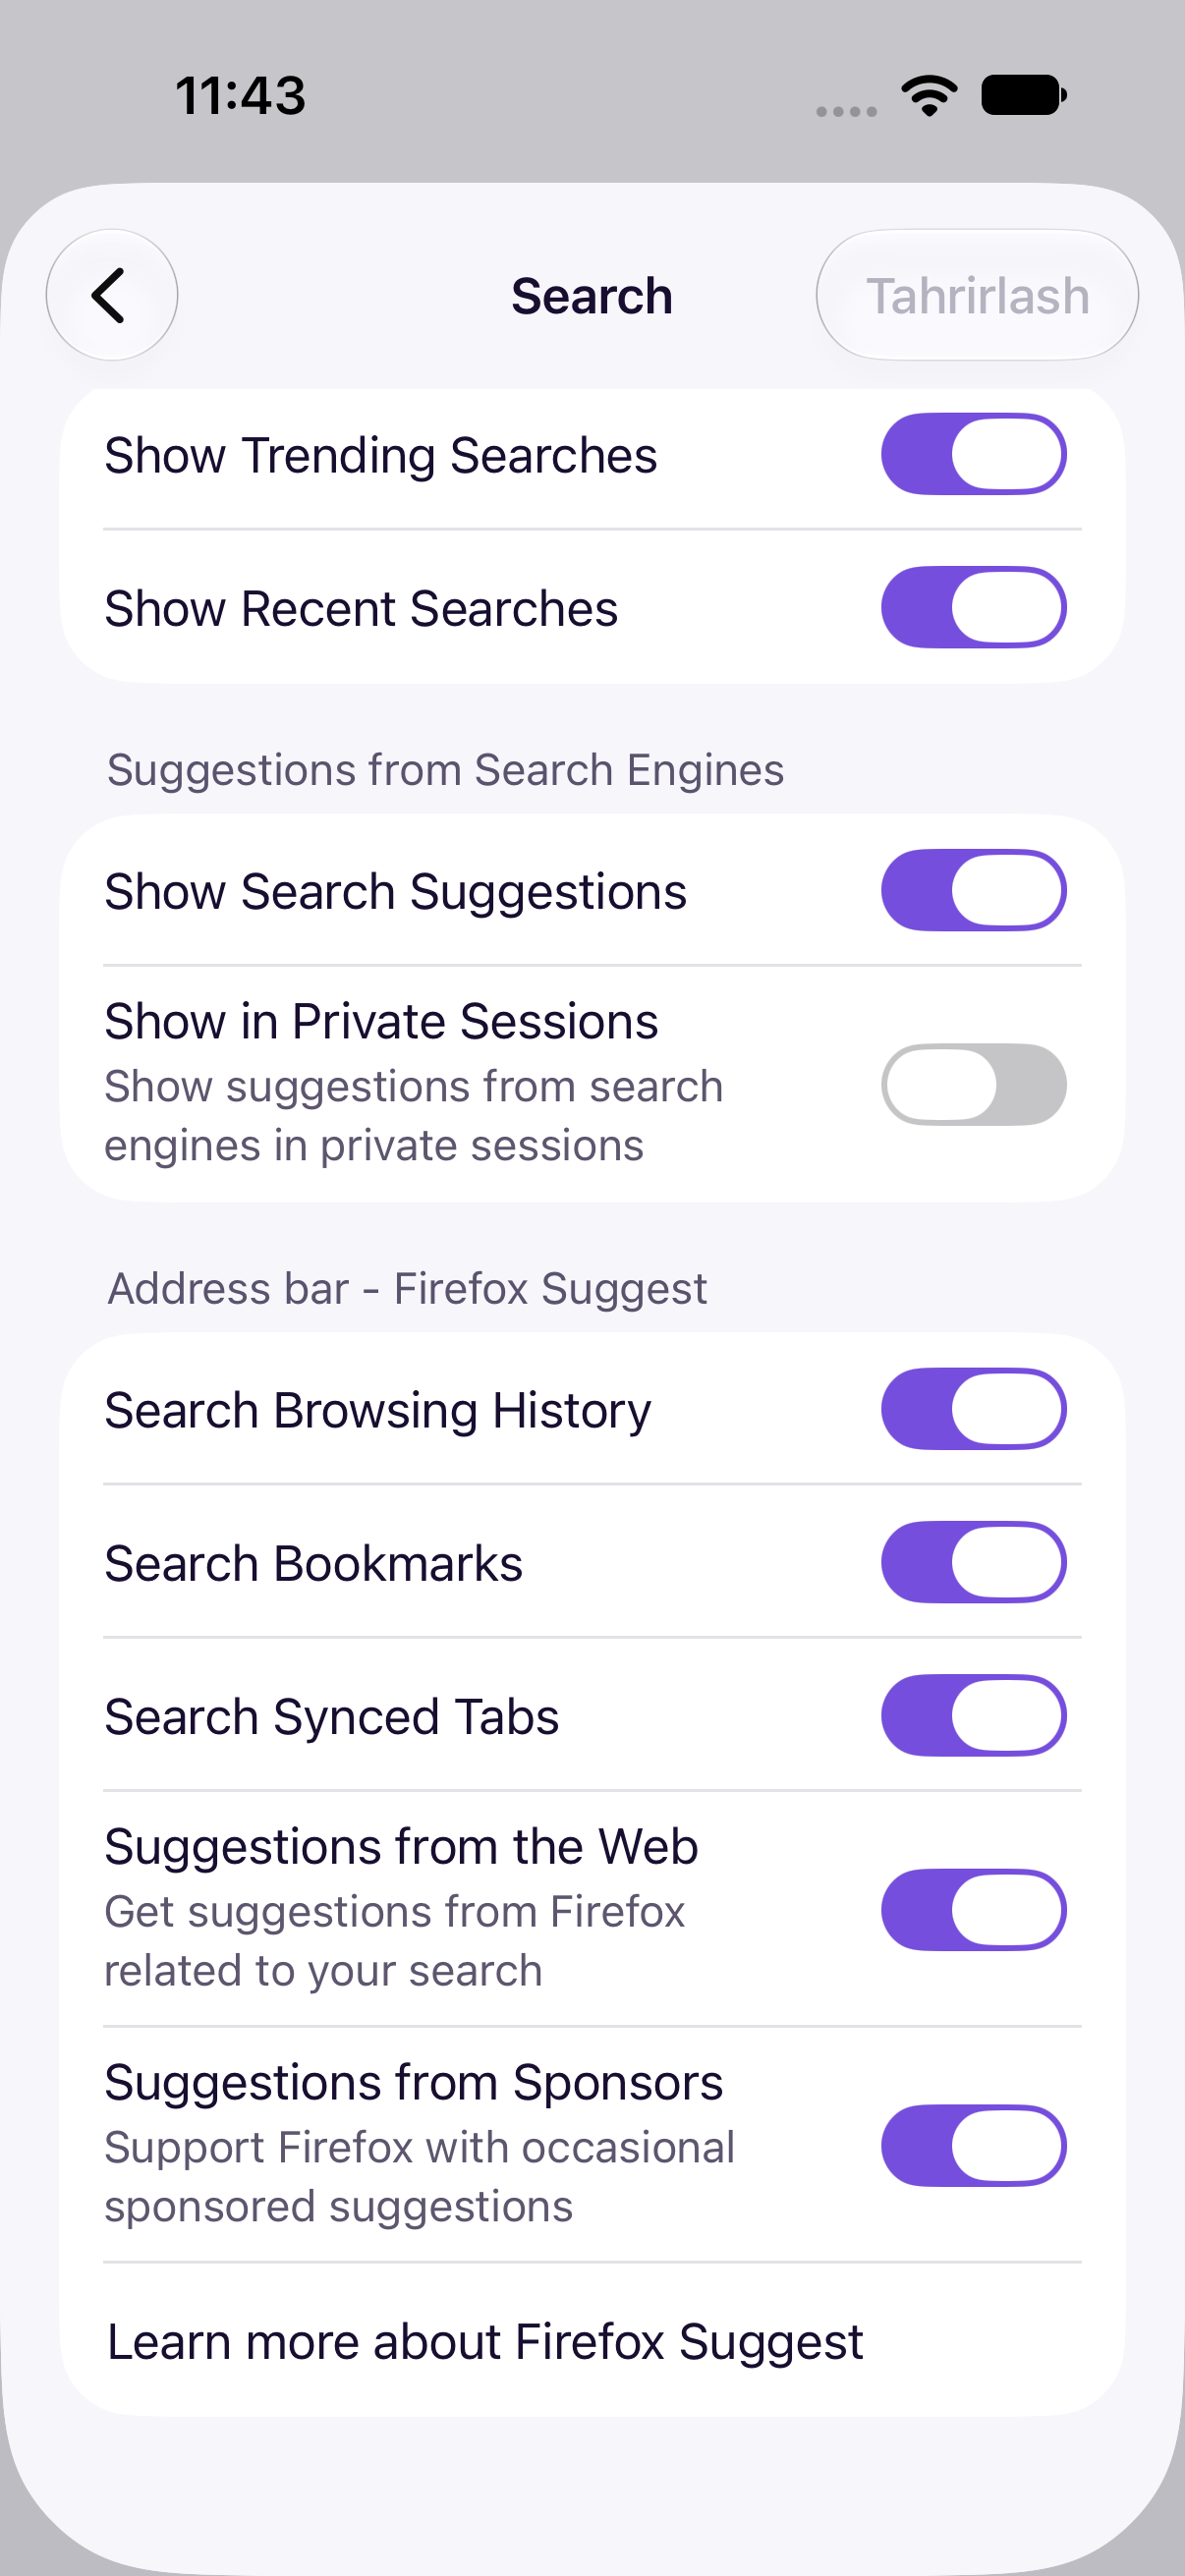 11:43
Search
Tahrirlash
Show Trending Searches
Show Recent Searches
Suggestions from Search Engines
Show Search Suggestions
Show in Private Sessions
Show suggestions from search
engines in private sessions
Address bar - Firefox Suggest
Search Browsing History
Search Bookmarks
Search Synced Tabs
Suggestions from the Web
Get suggestions from Firefox
related to your search
Suggestions from Sponsors
Support Firefox with occasional
sponsored suggestions
Learn more about Firefox Suggest